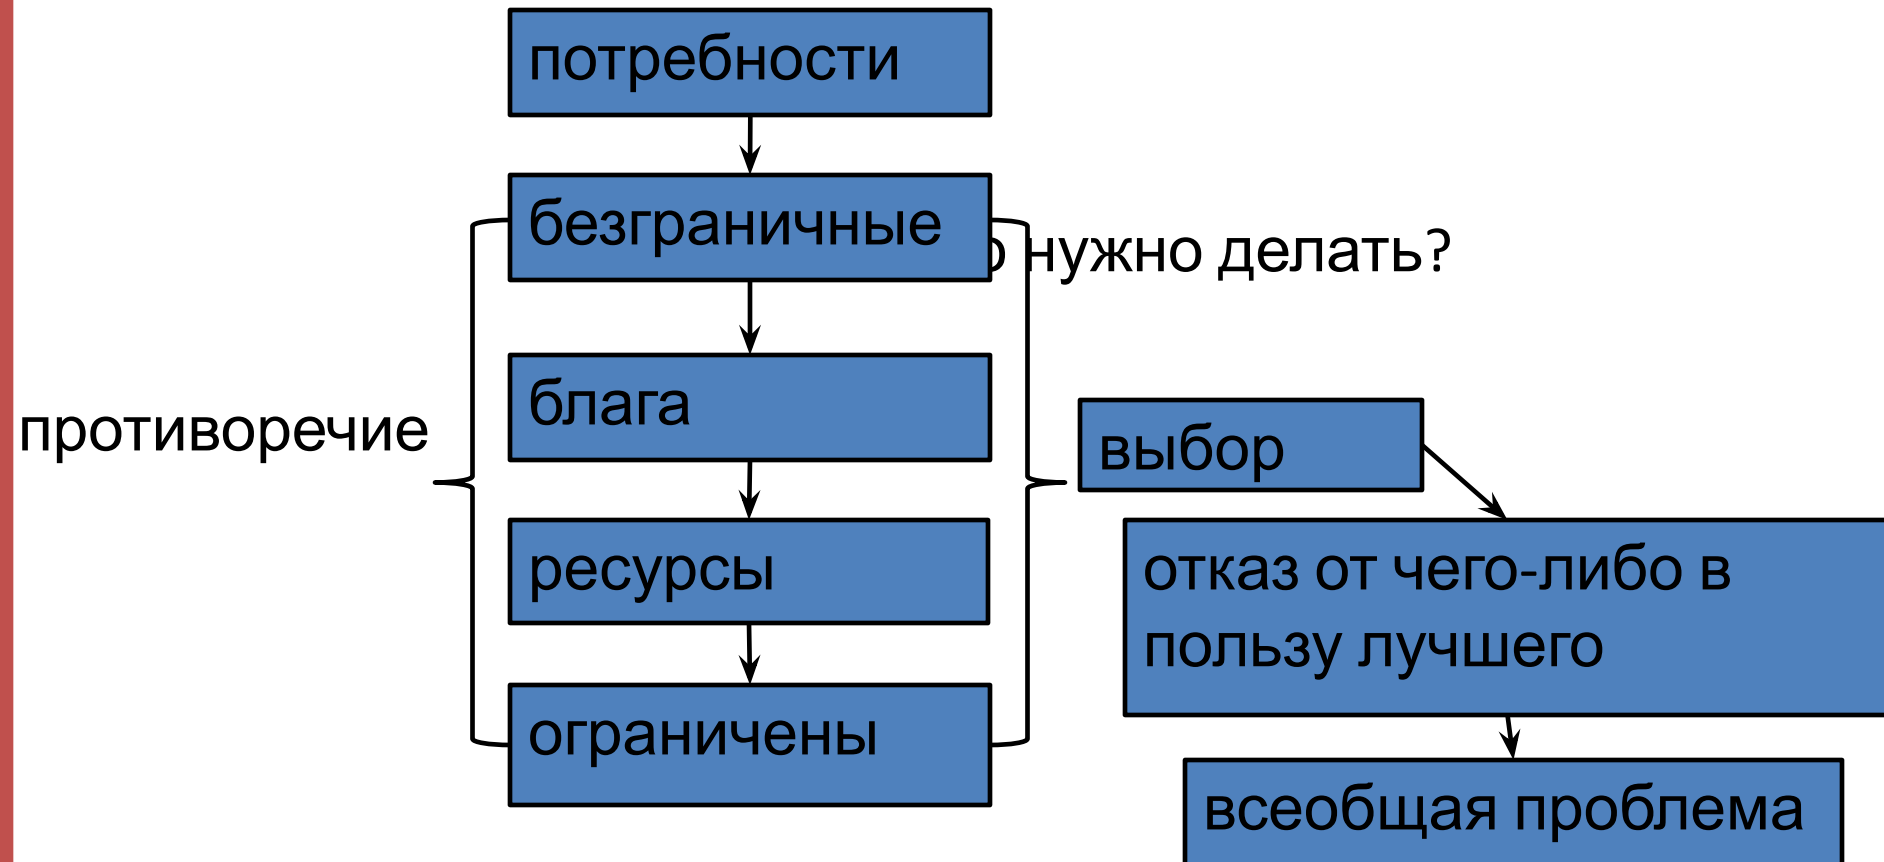 потребности
безграничные
нужно делать?
блага
противоречие
выбор
ресурсы
отказ от чего-либо в
пользу лучшего
ограничены
всеобщая проблема